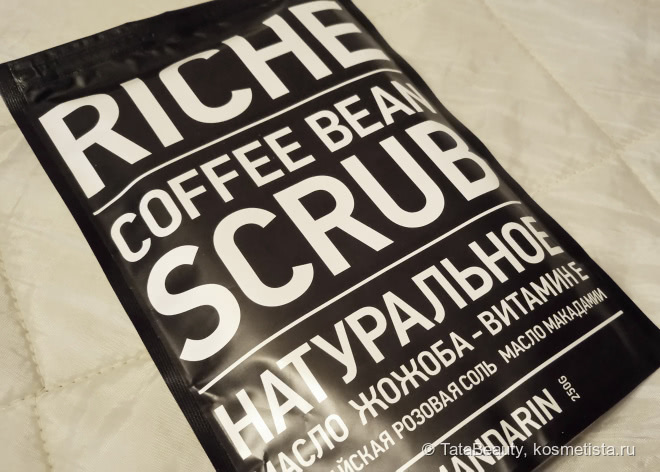 RICHE
COFFEE BEAN
SCRUB
НАТУРАЛЬНОЕ
МАСЛО ЖОЖОБА-ВИТАМИН Е
РОЗОВАЯ СОЛЬ МАСЛО МАКАДАМИИ
MANDARIN 250G
© TataBeauty, kosmetista.ru